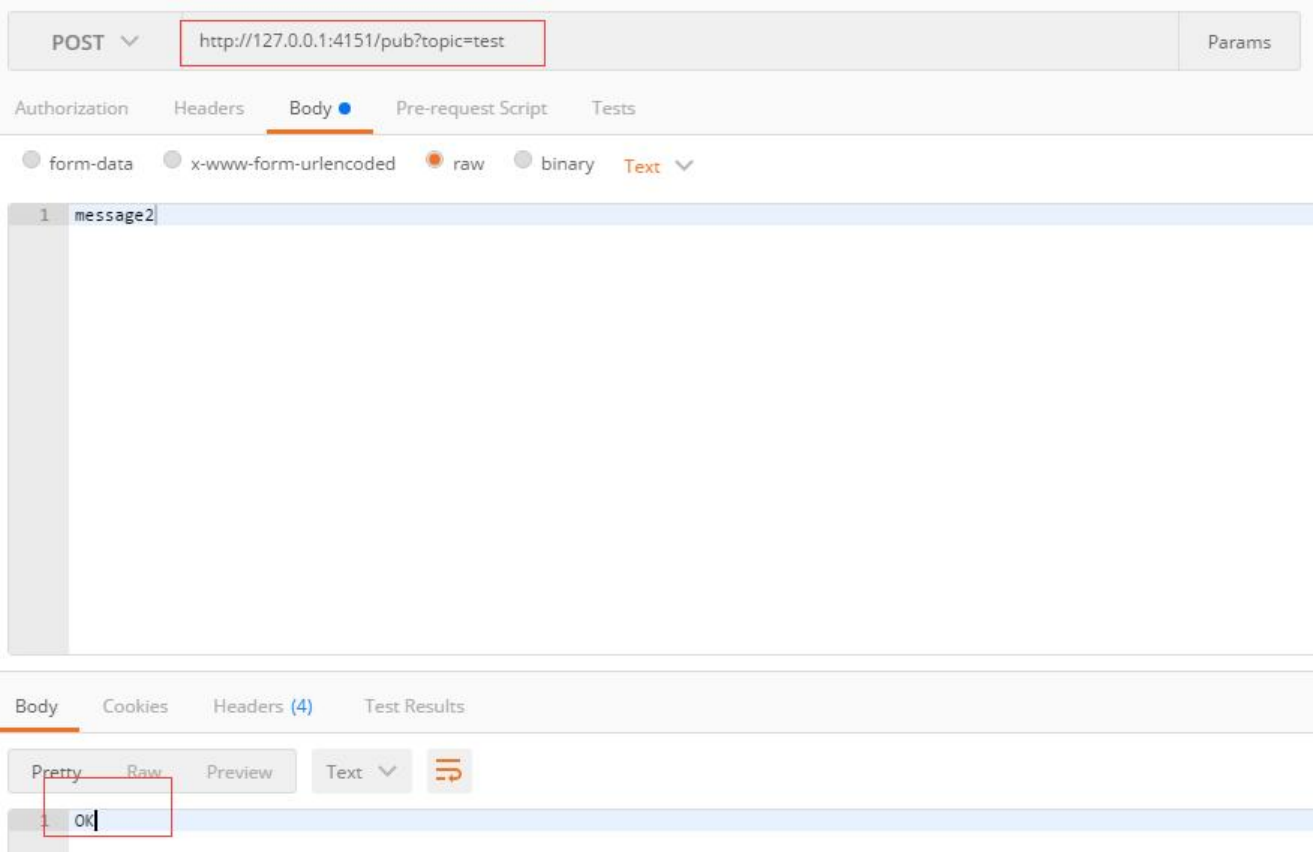 POST http://127.0.0.1:4151/pub?topic=test Params
Authorization Headers Body Pre-request Script Tests
form-data x-www-form-urlencoded raw binary Text
1 message2
Body Cookies Headers (4) Test Results
Pretty Raw Preview Text
1 OK